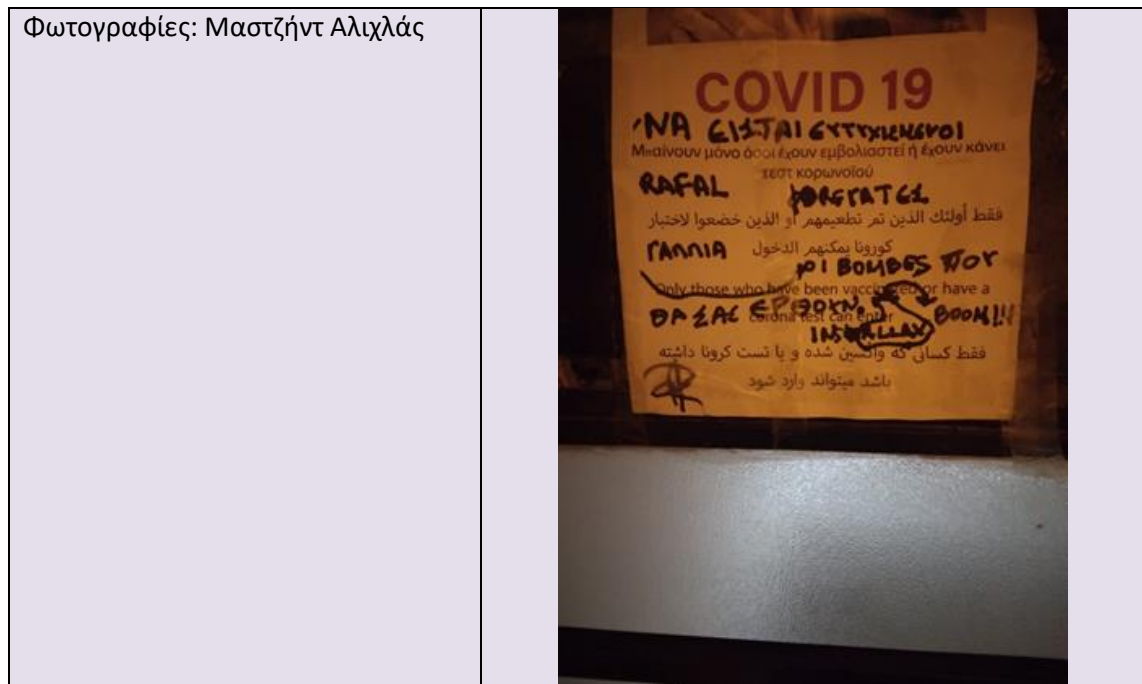 Φωτογραφίες: Μαστζήντ Αλιχλάς
COVID 19
ΝΑ ΕΙΣΤΑΙ ΕΥΤΥΧΙΣΜΕΝΟΙ
Μπαίνουν μόνο όσοι έχουν εμβολιαστεί ή έχουν κάνει
τεστ κορωνοϊού
RAFAL ΦΡΕΓΑΤΕΣ
فقط أولئك الذين تم تطعيمهم أو الذين خضعوا لاختبار
كورونا يمكنهم الدخول
ΓΑΛΛΙΑ
ΟΙ BOMBES ΠΟΥ
Only those who have been vaccinated or have a
ΘΑ ΣΑΣ ΕΡΘΟΥΝ. BOOM!!!
corona test can enter
فقط کسانی که واکسین شده و یا تست کرونا داشته
باشد میتواند وارد شود